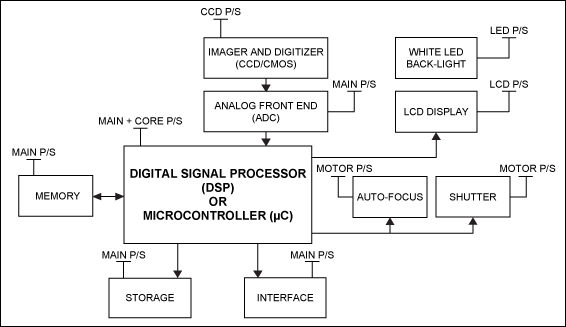 CCD P/S
LED P/S
IMAGER AND DIGITIZER
(CCD/CMOS)
WHITE LED
BACK-LIGHT
MAIN P/S
LCD P/S
ANALOG FRONT END
(ADC)
LCD DISPLAY
MAIN + CORE P/S
MAIN P/S
DIGITAL SIGNAL PROCESSOR
(DSP)
OR
MICROCONTROLLER (µC)
MOTOR P/S
MOTOR P/S
MEMORY
AUTO-FOCUS
SHUTTER
MAIN P/S
MAIN P/S
STORAGE
INTERFACE